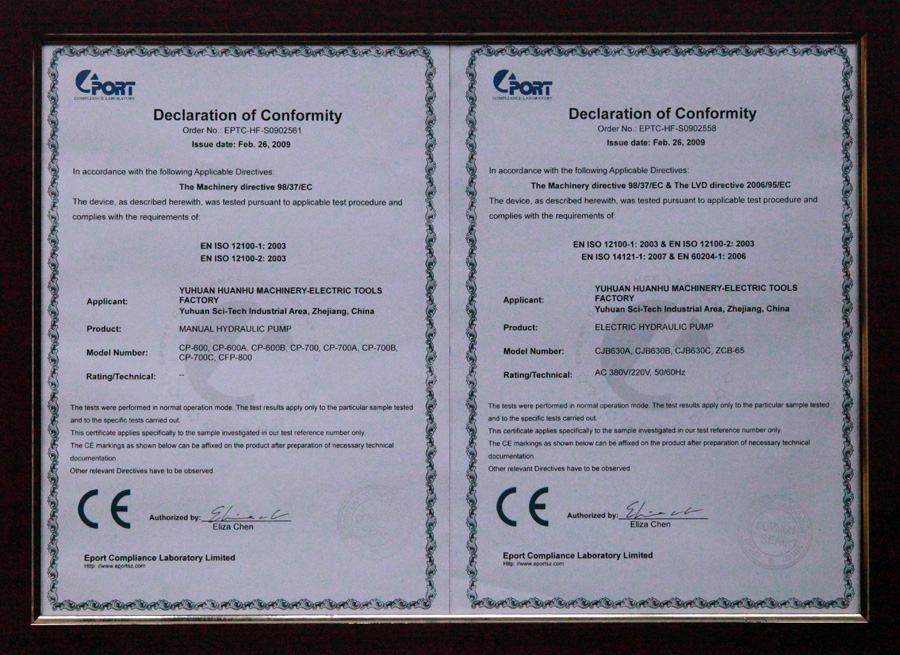 ePORT
COMPLIANCE LABORATORY
Declaration of Conformity
Order No.: EPTC-HF-S0902561
Issue date: Feb. 26, 2009
In accordance with the following Applicable Directives:
The Machinery directive 98/37/EC
The device, as described herewith, was tested pursuant to applicable test procedure and
complies with the requirements of:
EN ISO 12100-1: 2003
EN ISO 12100-2: 2003
Applicant:
YUHUAN HUANHU MACHINERY-ELECTRIC TOOLS
FACTORY
Yuhuan Sci-Tech Industrial Area, Zhejiang, China
Product:
MANUAL HYDRAULIC PUMP
Model Number:
CP-600, CP-600A, CP-600B, CP-700, CP-700A, CP-700B,
CP-700C, CFP-800
Rating/Technical:
--
The tests were performed in normal operation mode. The test results apply only to the particular sample tested
and to the specific tests carried out.
This certificate applies specifically to the sample investigated in our test reference number only.
The CE markings as shown below can be affixed on the product after preparation of necessary technical
documentation.
Other relevant Directives have to be observed.
CE
Authorized by:
Eliza Chen
Eport Compliance Laboratory Limited
Http: //www.eportsz.com
ePORT
COMPLIANCE LABORATORY
Declaration of Conformity
Order No.: EPTC-HF-S0902558
Issue date: Feb. 26, 2009
In accordance with the following Applicable Directives:
The Machinery directive 98/37/EC & The LVD directive 2006/95/EC
The device, as described herewith, was tested pursuant to applicable test procedure and
complies with the requirements of:
EN ISO 12100-1: 2003 & EN ISO 12100-2: 2003
EN ISO 14121-1: 2007 & EN 60204-1: 2006
Applicant:
YUHUAN HUANHU MACHINERY-ELECTRIC TOOLS
FACTORY
Yuhuan Sci-Tech Industrial Area, Zhejiang, China
Product:
ELECTRIC HYDRAULIC PUMP
Model Number:
CJB630A, CJB630B, CJB630C, ZCB-65
Rating/Technical:
AC 380V/220V, 50/60Hz
The tests were performed in normal operation mode. The test results apply only to the particular sample tested
and to the specific tests carried out.
This certificate applies specifically to the sample investigated in our test reference number only.
The CE markings as shown below can be affixed on the product after preparation of necessary technical
documentation.
Other relevant Directives have to be observed.
CE
Authorized by:
Eliza Chen
Eport Compliance Laboratory Limited
Http: //www.eportsz.com
SEAL